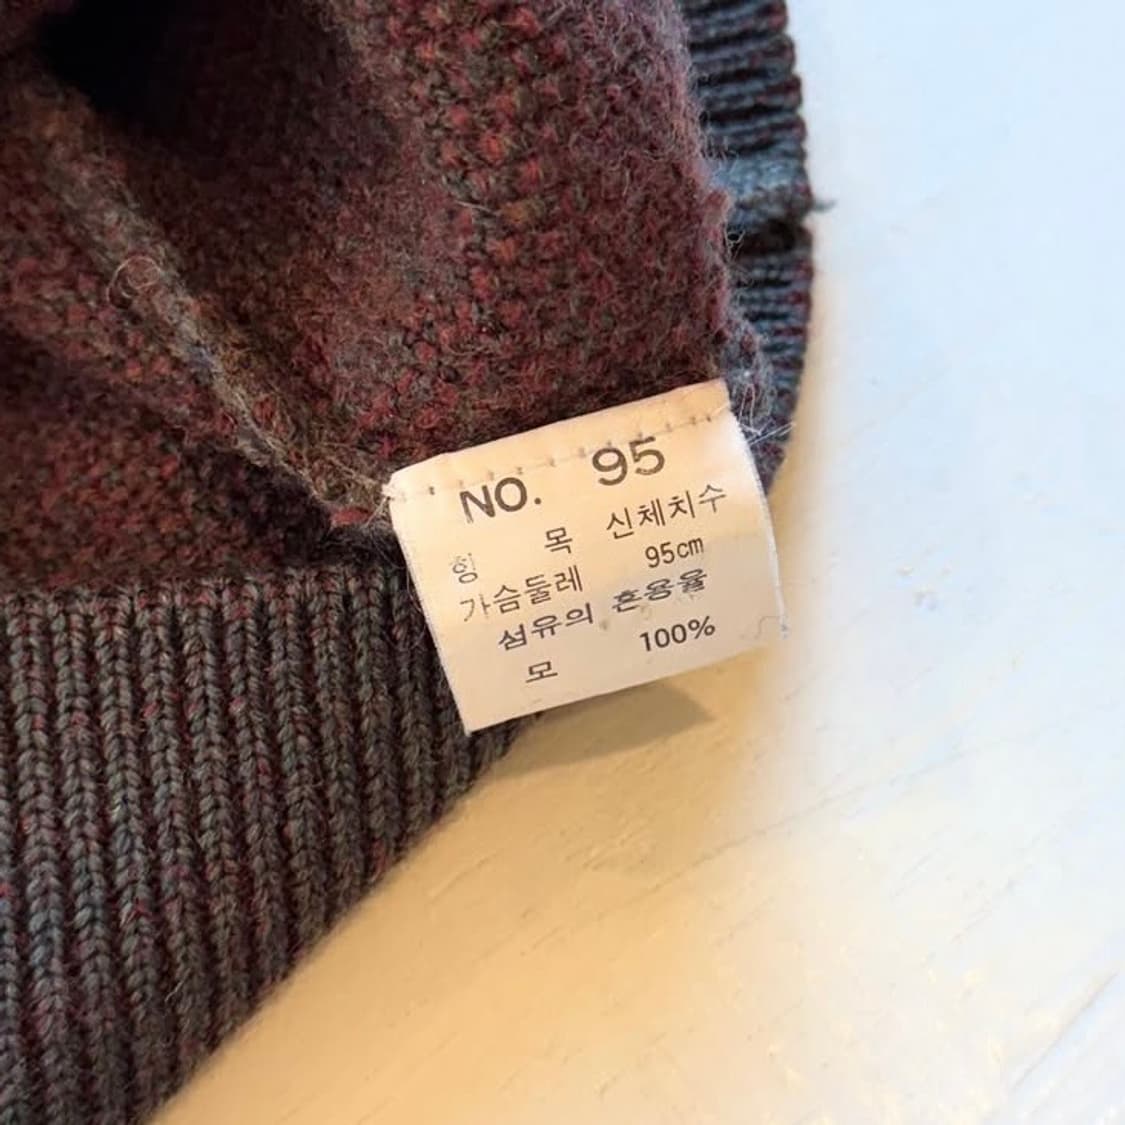 NO. 95
항 목 신체치수
가슴둘레 95cm
섬유의 혼용율
모 100%